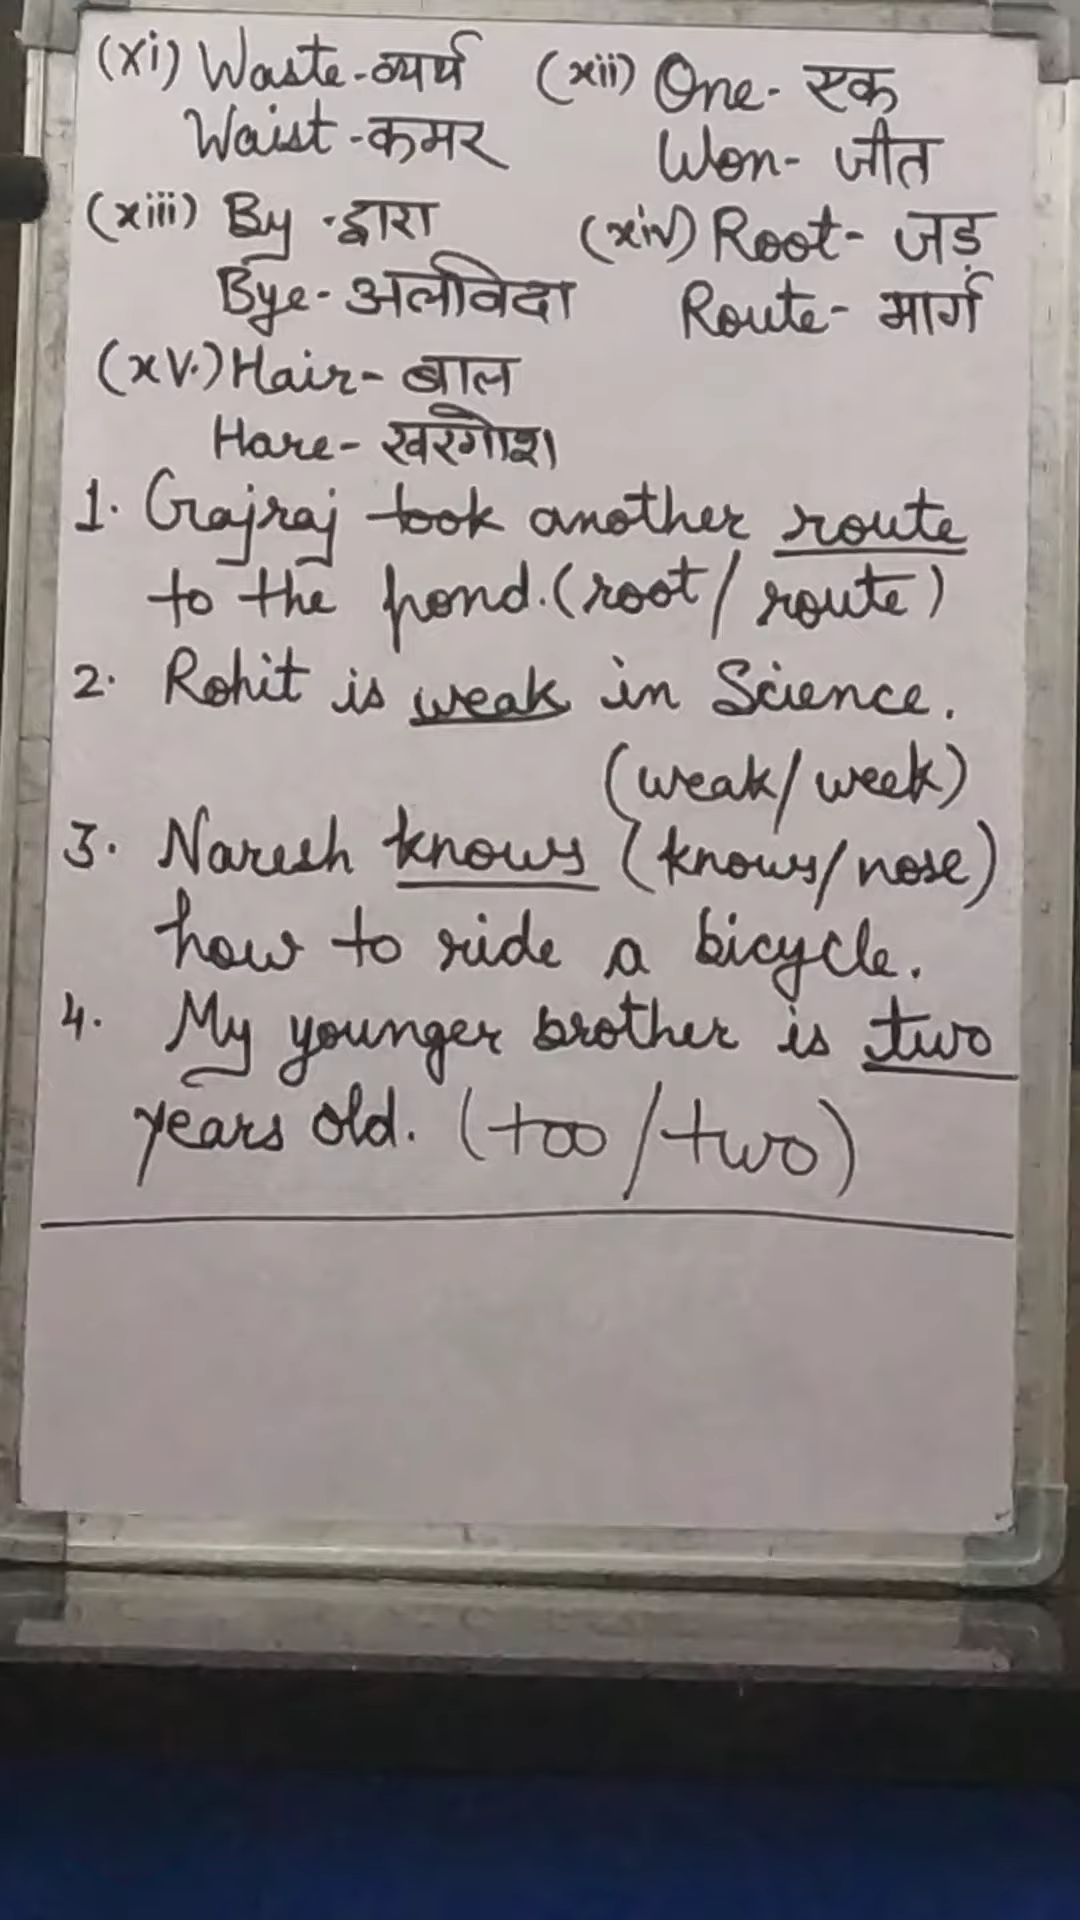 (xi) Waste-व्यर्थ (xii) One- एक
Waist-कमर Won- जीत
(xiii) By -द्वारा (xiv) Root- जड़
Bye- अलविदा Route- मार्ग
(xv.) Hair- बाल
Hare- खरगोश
1. Gajraj took another route
to the pond. (root/ route)
2. Rohit is weak in Science.
(weak/ week)
3. Naresh knows (knows/nose)
how to ride a bicycle.
4. My younger brother is two
years old. (too/two)